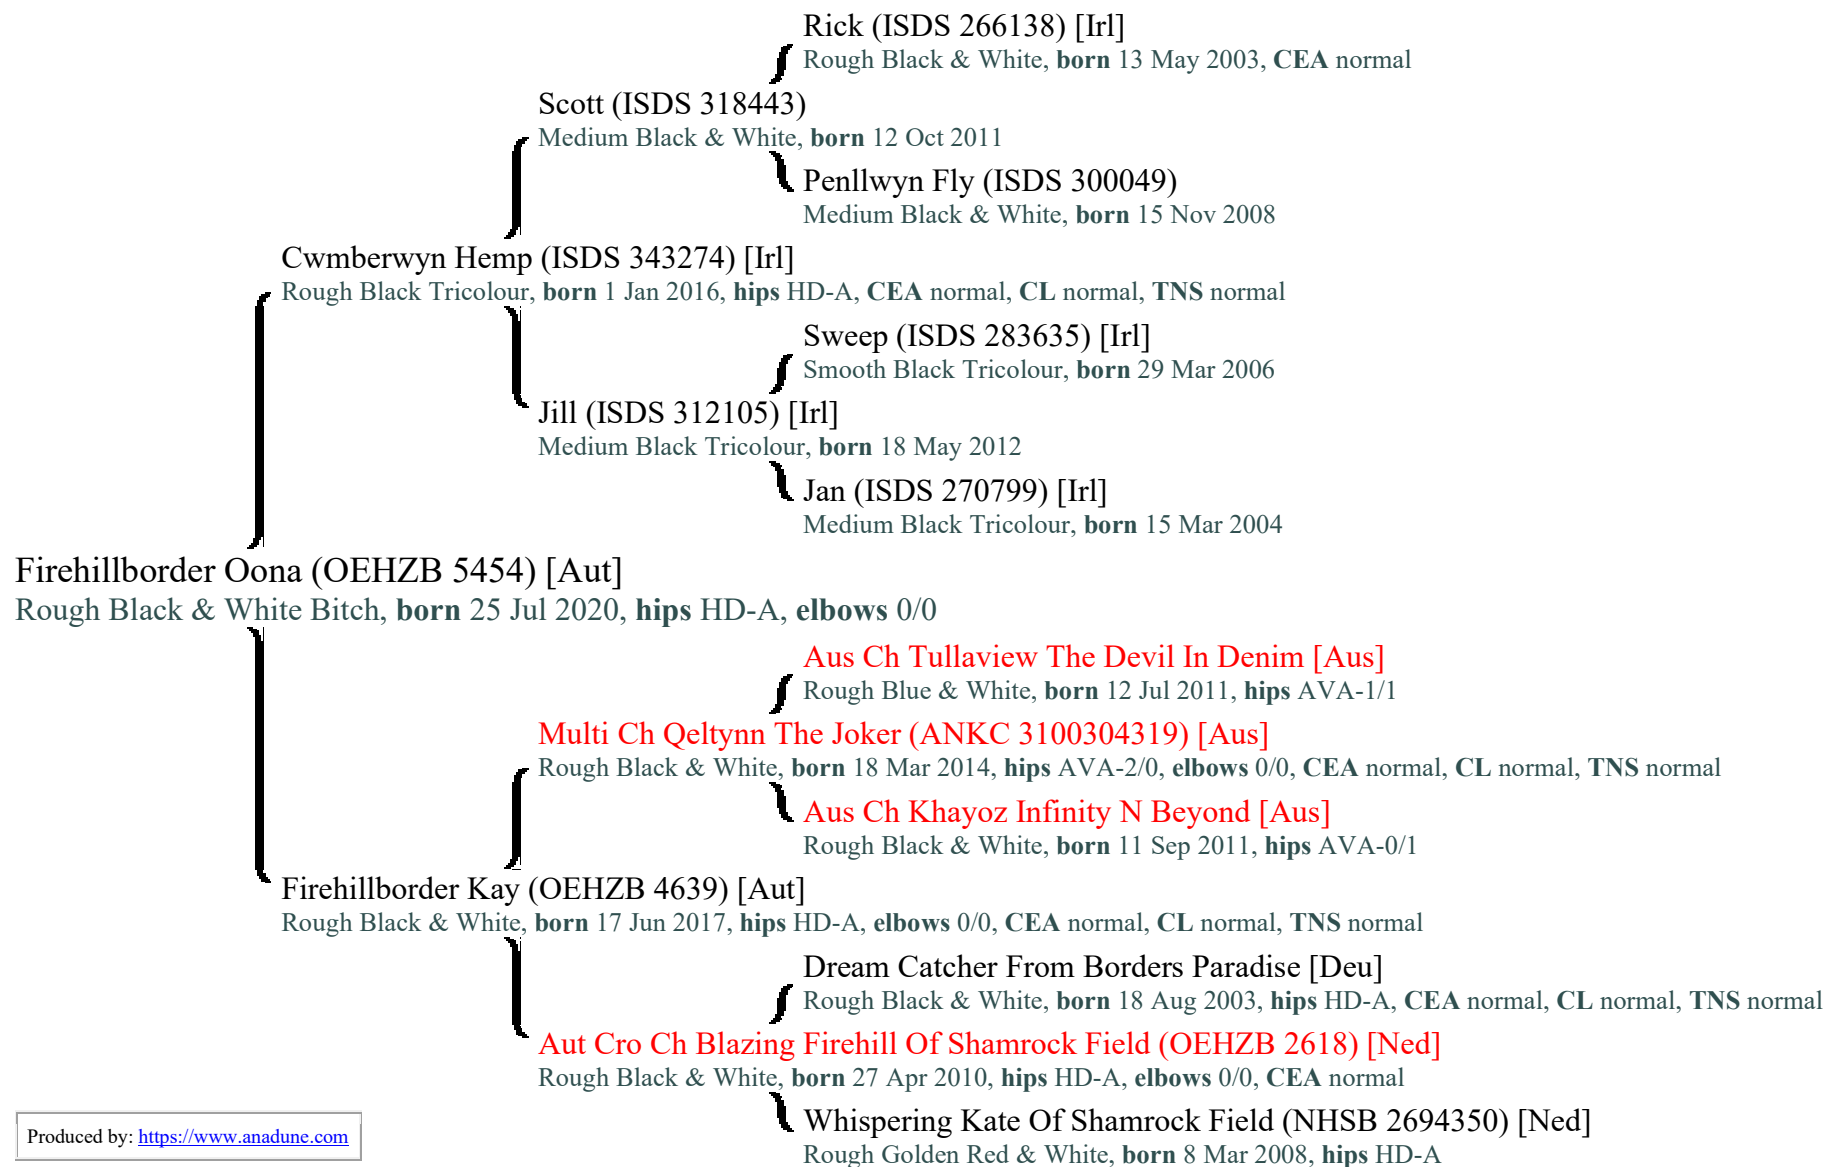 Rick (ISDS 266138) [Irl]
Rough Black & White, born 13 May 2003, CEA normal
Scott (ISDS 318443)
Medium Black & White, born 12 Oct 2011
Penllwyn Fly (ISDS 300049)
Medium Black & White, born 15 Nov 2008
Cwmberwyn Hemp (ISDS 343274) [Irl]
Rough Black Tricolour, born 1 Jan 2016, hips HD-A, CEA normal, CL normal, TNS normal
Sweep (ISDS 283635) [Irl]
Smooth Black Tricolour, born 29 Mar 2006
Jill (ISDS 312105) [Irl]
Medium Black Tricolour, born 18 May 2012
Jan (ISDS 270799) [Irl]
Medium Black Tricolour, born 15 Mar 2004
Firehillborder Oona (OEHZB 5454) [Aut]
Rough Black & White Bitch, born 25 Jul 2020, hips HD-A, elbows 0/0
Aus Ch Tullaview The Devil In Denim [Aus]
Rough Blue & White, born 12 Jul 2011, hips AVA-1/1
Multi Ch Qeltynn The Joker (ANKC 3100304319) [Aus]
Rough Black & White, born 18 Mar 2014, hips AVA-2/0, elbows 0/0, CEA normal, CL normal, TNS normal
Aus Ch Khayoz Infinity N Beyond [Aus]
Rough Black & White, born 11 Sep 2011, hips AVA-0/1
Firehillborder Kay (OEHZB 4639) [Aut]
Rough Black & White, born 17 Jun 2017, hips HD-A, elbows 0/0, CEA normal, CL normal, TNS normal
Dream Catcher From Borders Paradise [Deu]
Rough Black & White, born 18 Aug 2003, hips HD-A, CEA normal, CL normal, TNS normal
Aut Cro Ch Blazing Firehill Of Shamrock Field (OEHZB 2618) [Ned]
Rough Black & White, born 27 Apr 2010, hips HD-A, elbows 0/0, CEA normal
Whispering Kate Of Shamrock Field (NHSB 2694350) [Ned]
Rough Golden Red & White, born 8 Mar 2008, hips HD-A
Produced by: https://www.anadune.com